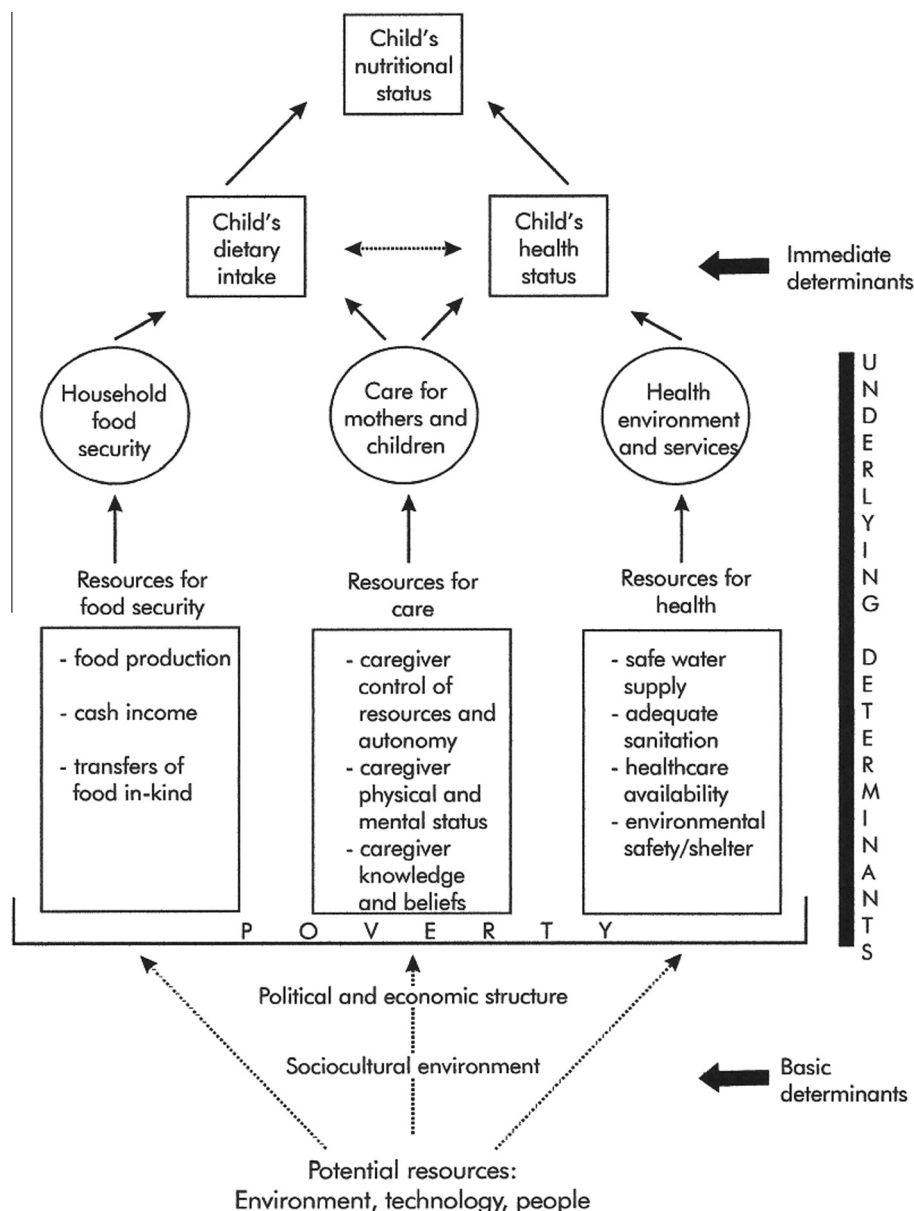 Child's
nutritional
status
Child's
dietary
intake
Child's
health
status
Immediate
determinants
Household
food
security
Care for
mothers and
children
Health
environment
and services
UNDERLYING DETERMINANTS
Resources for
food security
Resources for
care
Resources for
health
- food production
- cash income
- transfers of
food in-kind
- caregiver
control of
resources and
autonomy
- caregiver
physical and
mental status
- caregiver
knowledge
and beliefs
- safe water
supply
- adequate
sanitation
- healthcare
availability
- environmental
safety/shelter
POVERTY
Political and economic structure
Sociocultural environment
Basic
determinants
Potential resources:
Environment, technology, people